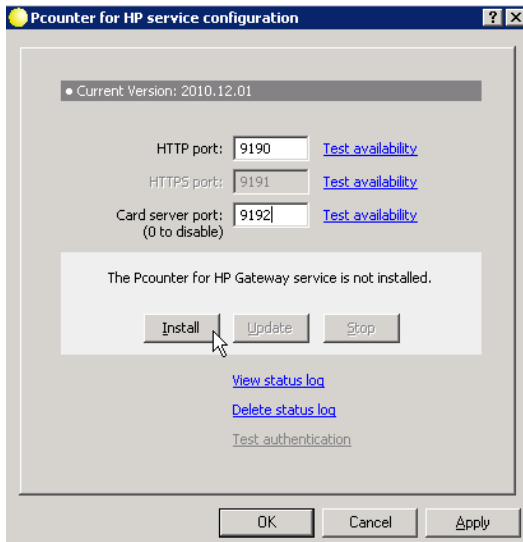 Pcounter for HP service configuration
• Current Version: 2010.12.01
HTTP port: 9190 Test availability
HTTPS port: 9191 Test availability
Card server port: 9192 Test availability
(0 to disable)
The Pcounter for HP Gateway service is not installed.
Install Update Stop
View status log
Delete status log
Test authentication
OK Cancel Apply